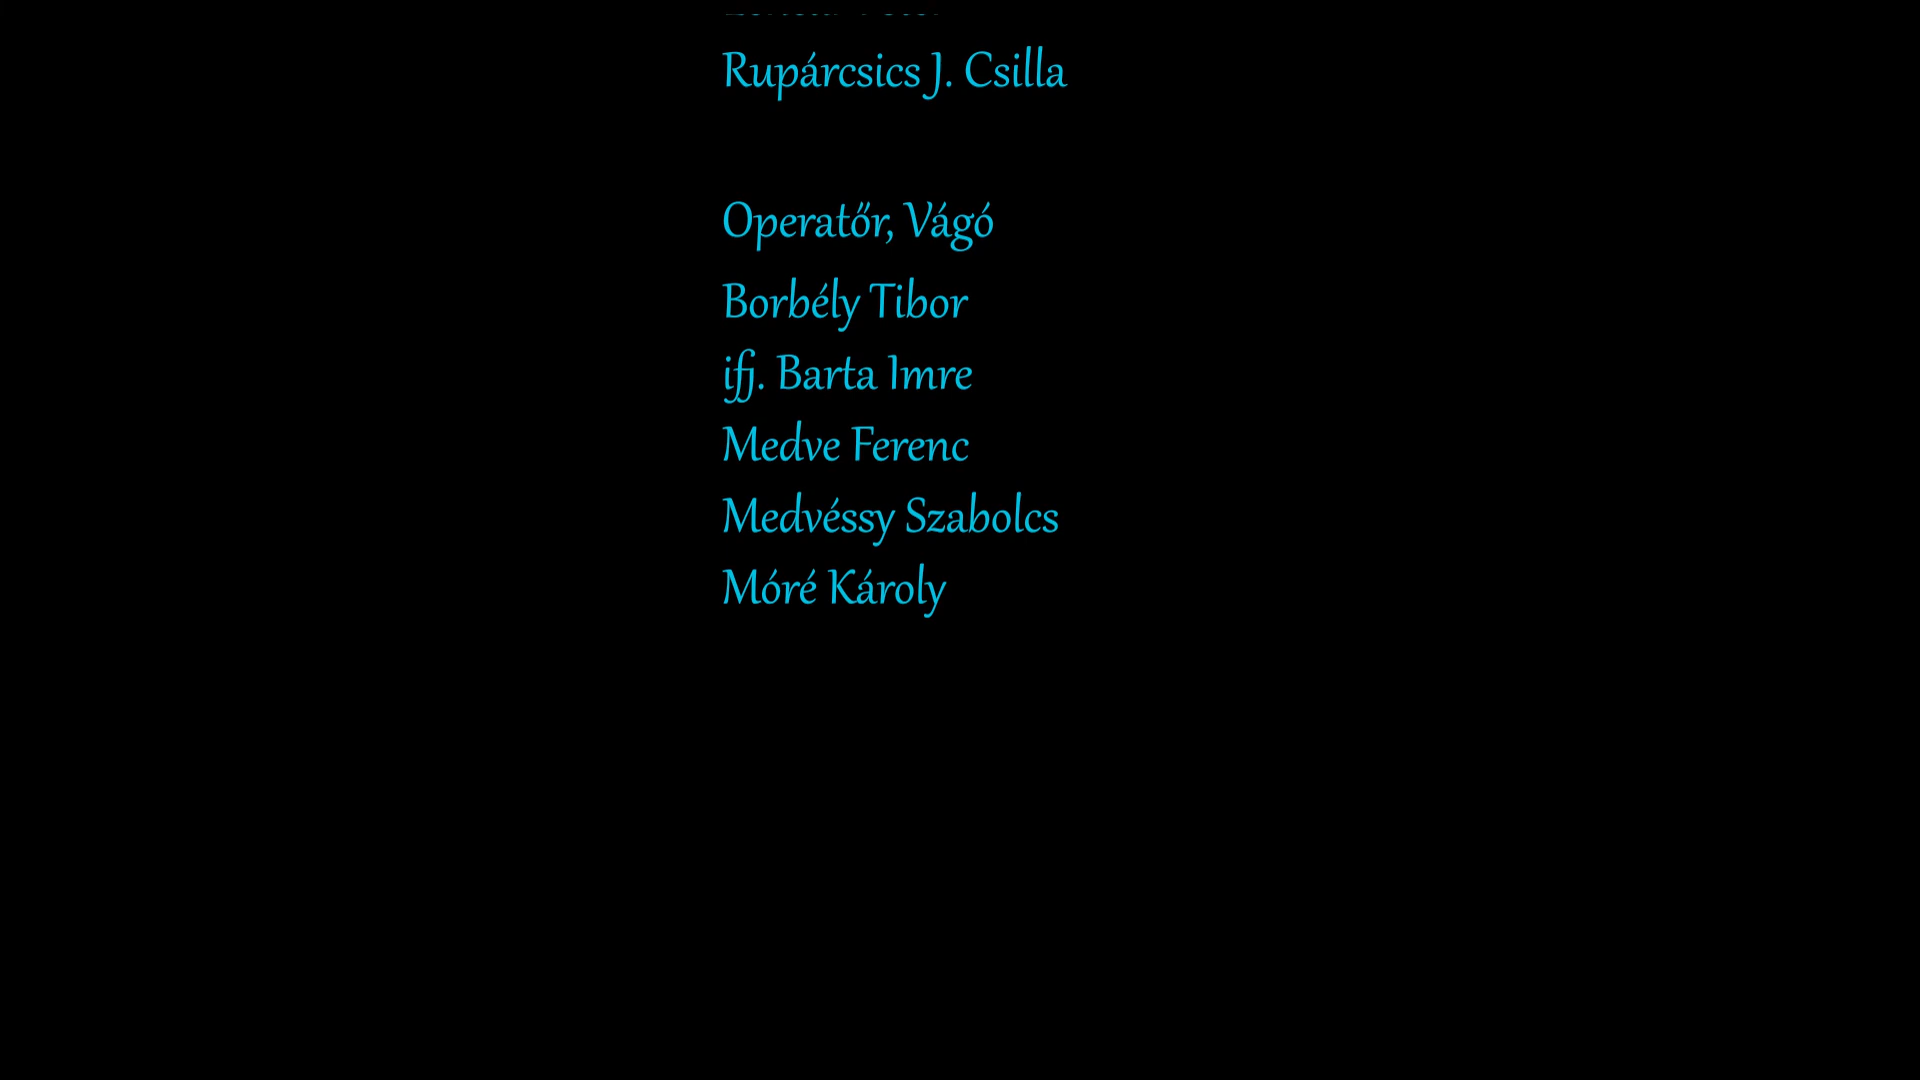 Rupárcsics J. Csilla
Operatőr, Vágó
Borbély Tibor
ifj. Barta Imre
Medve Ferenc
Medvéssy Szabolcs
Móré Károly